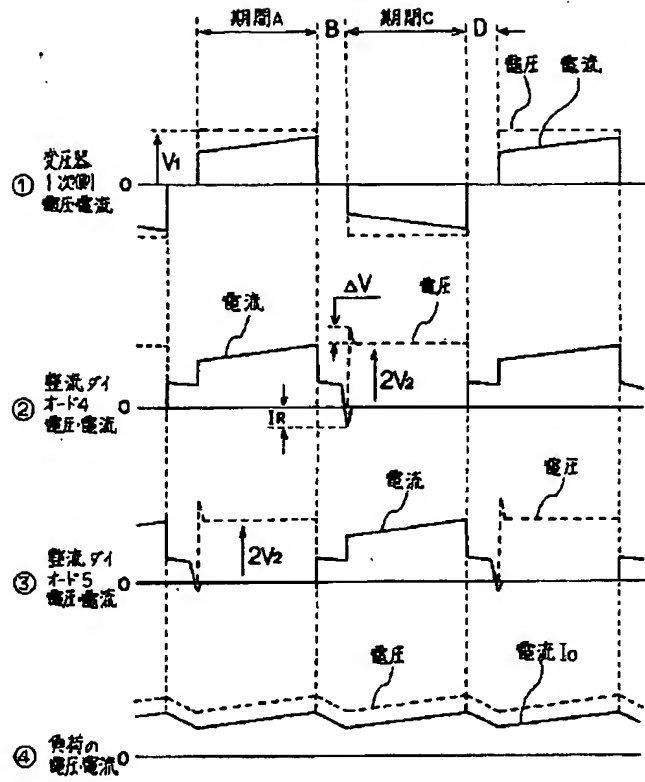 期間A B 期間C D
電圧 電流
V1
① 変圧器
1次側
電圧・電流
0
電流 ΔV 電圧
2V2
② 整流ダイ
オード4
電圧・電流
0
IR
電流 電圧
2V2
③ 整流ダイ
オード5
電圧・電流
0
電圧 電流Io
④ 負荷の
電圧・電流
0